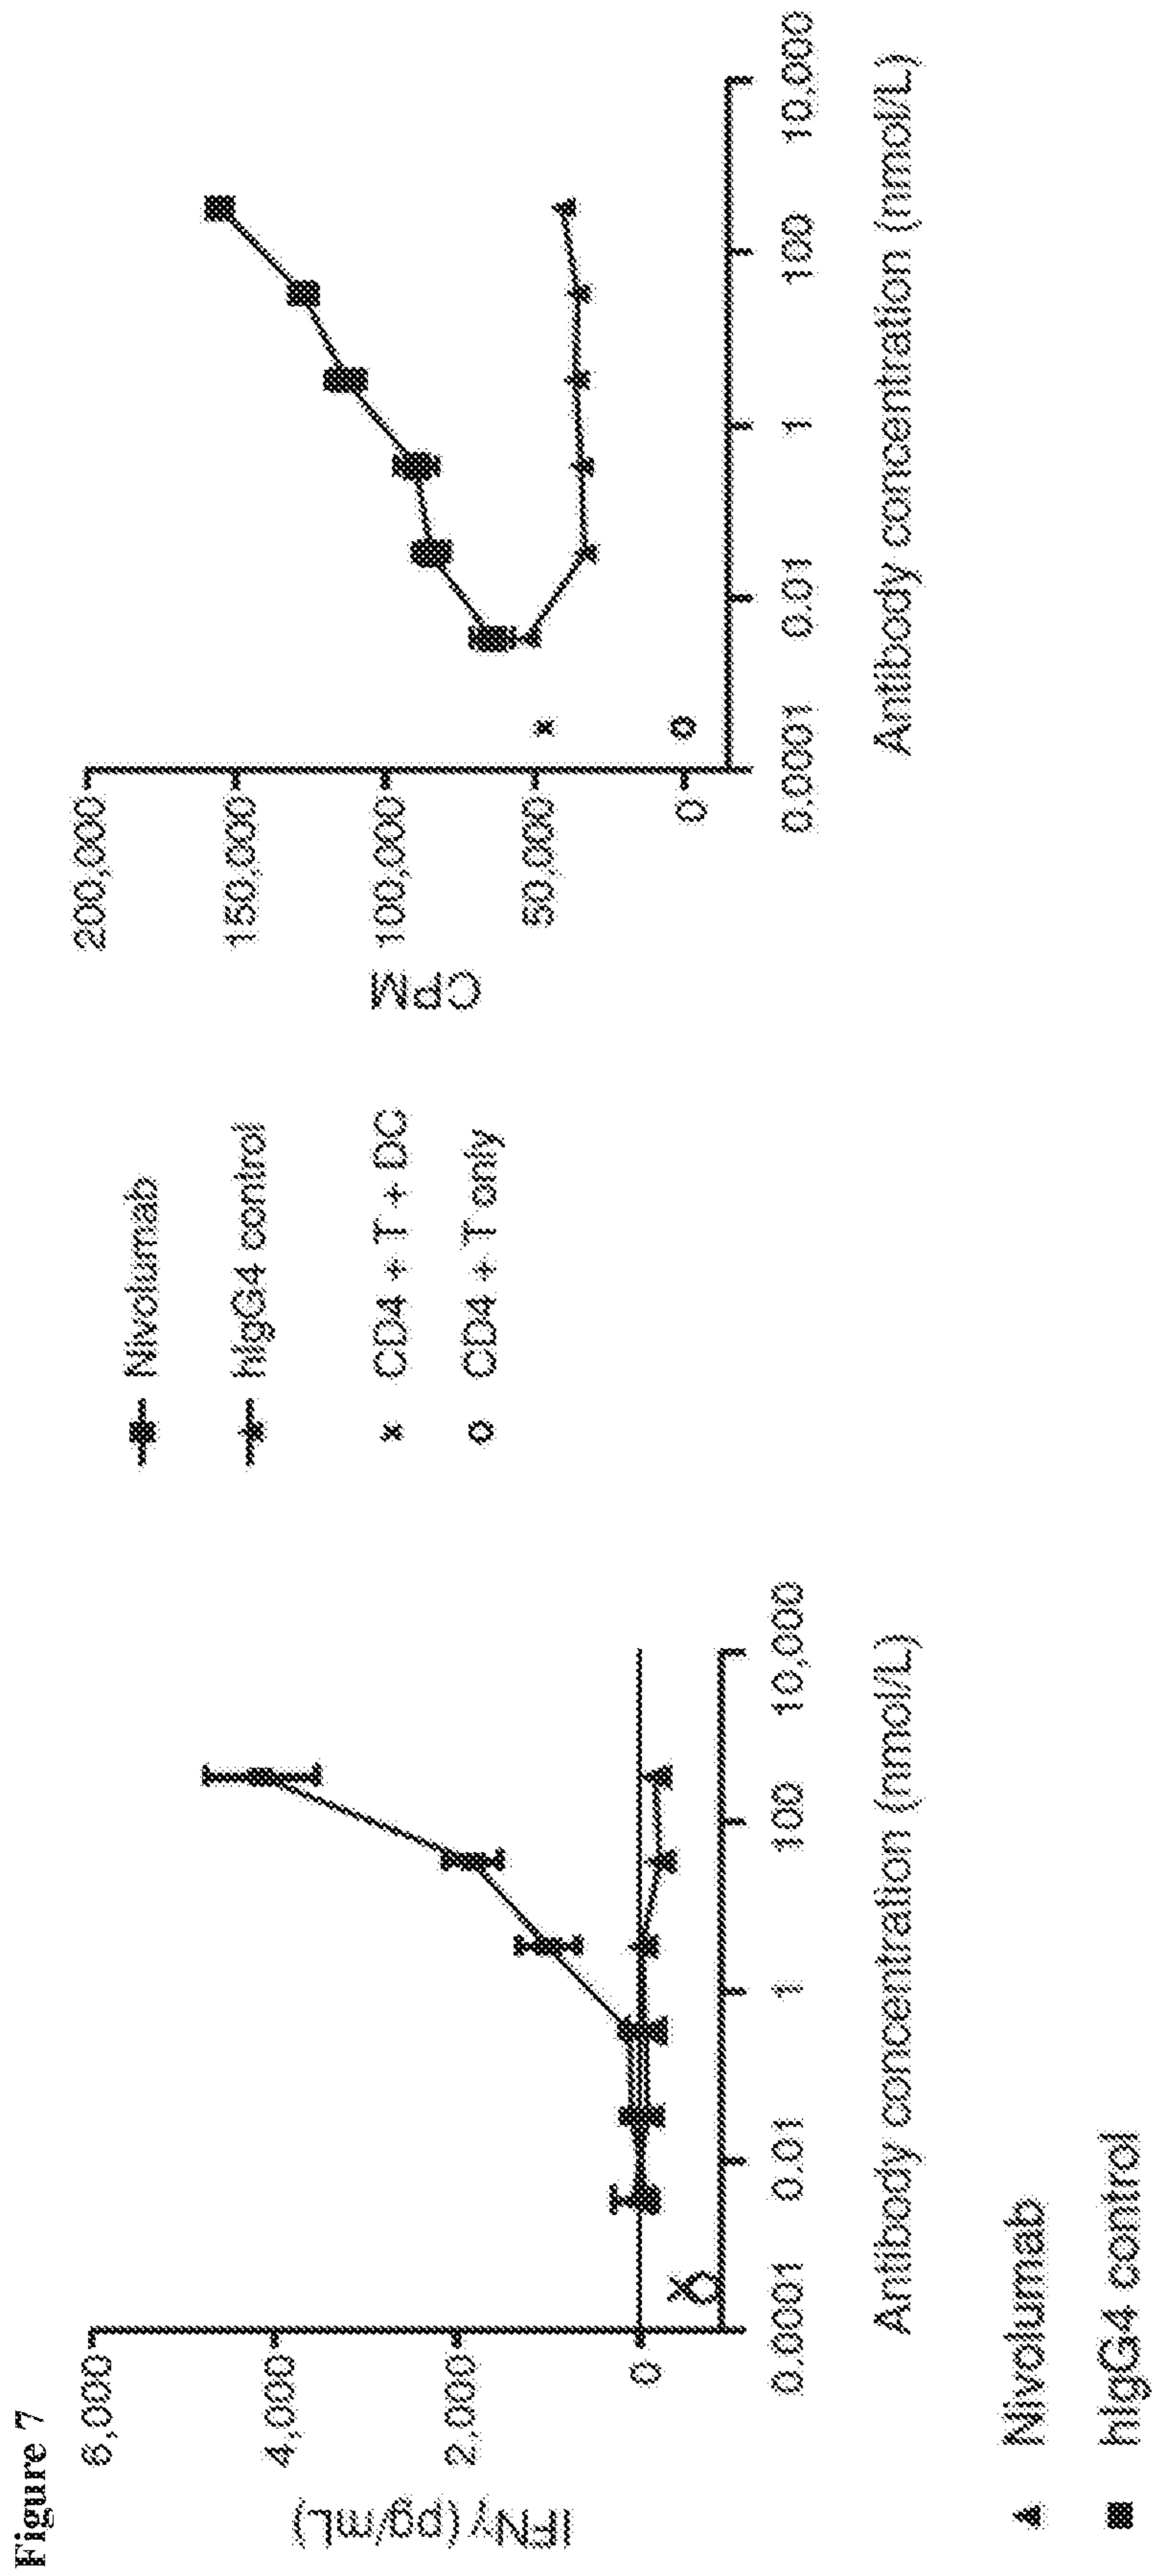 Figure 7
IFNγ (pg/mL)
6,000
4,000
2,000
0
0.0001
0.01
1
100
10,000
Antibody concentration (nmol/L)
Nivolumab
hIgG4 control
Nivolumab
hIgG4 control
CD4 + T + DC
CD4 + T only
CPM
200,000
150,000
100,000
50,000
0
0.0001
0.01
1
100
10,000
Antibody concentration (nmol/L)